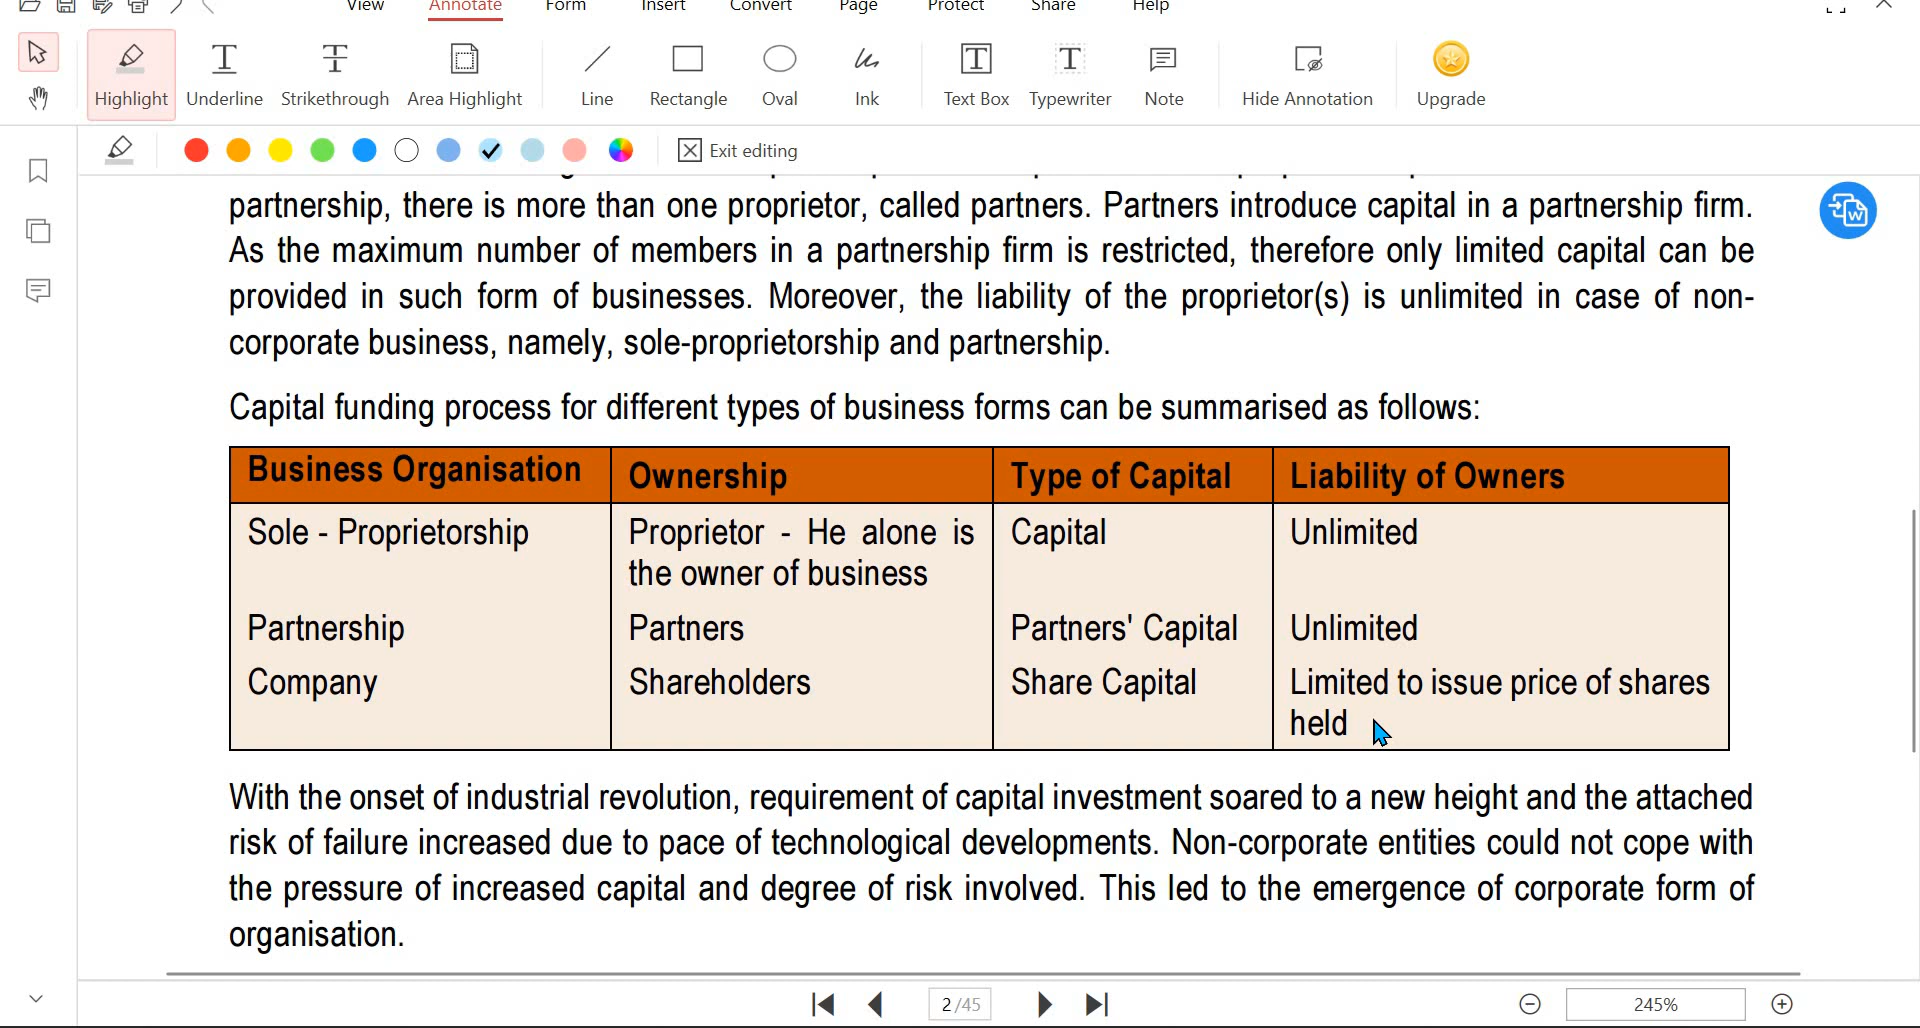 View Annotate Form Insert Convert Page Protect Share Help
Highlight Underline Strikethrough Area Highlight Line Rectangle Oval Ink Text Box Typewriter Note Hide Annotation Upgrade
Exit editing
partnership, there is more than one proprietor, called partners. Partners introduce capital in a partnership firm.
As the maximum number of members in a partnership firm is restricted, therefore only limited capital can be
provided in such form of businesses. Moreover, the liability of the proprietor(s) is unlimited in case of non-
corporate business, namely, sole-proprietorship and partnership.
Capital funding process for different types of business forms can be summarised as follows:
Business Organisation Ownership Type of Capital Liability of Owners
Sole - Proprietorship Proprietor - He alone is Capital Unlimited
the owner of business
Partnership Partners Partners' Capital Unlimited
Company Shareholders Share Capital Limited to issue price of shares
held
With the onset of industrial revolution, requirement of capital investment soared to a new height and the attached
risk of failure increased due to pace of technological developments. Non-corporate entities could not cope with
the pressure of increased capital and degree of risk involved. This led to the emergence of corporate form of
organisation.
2 /45 245%